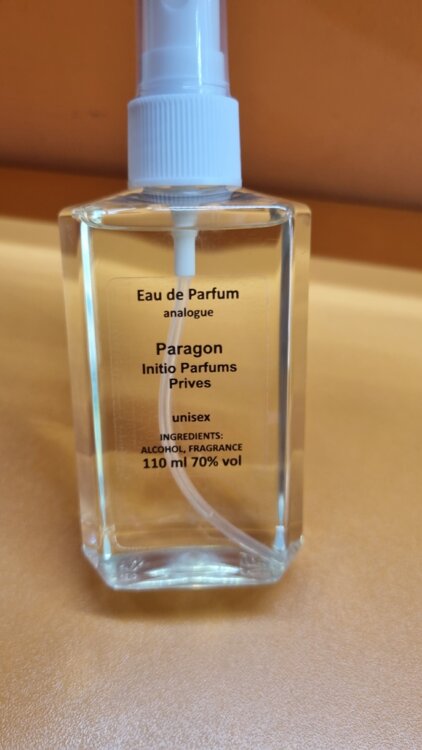 Eau de Parfum
analogue
Paragon
Initio Parfums
Prives
unisex
INGREDIENTS:
ALCOHOL, FRAGRANCE
110 ml 70% vol